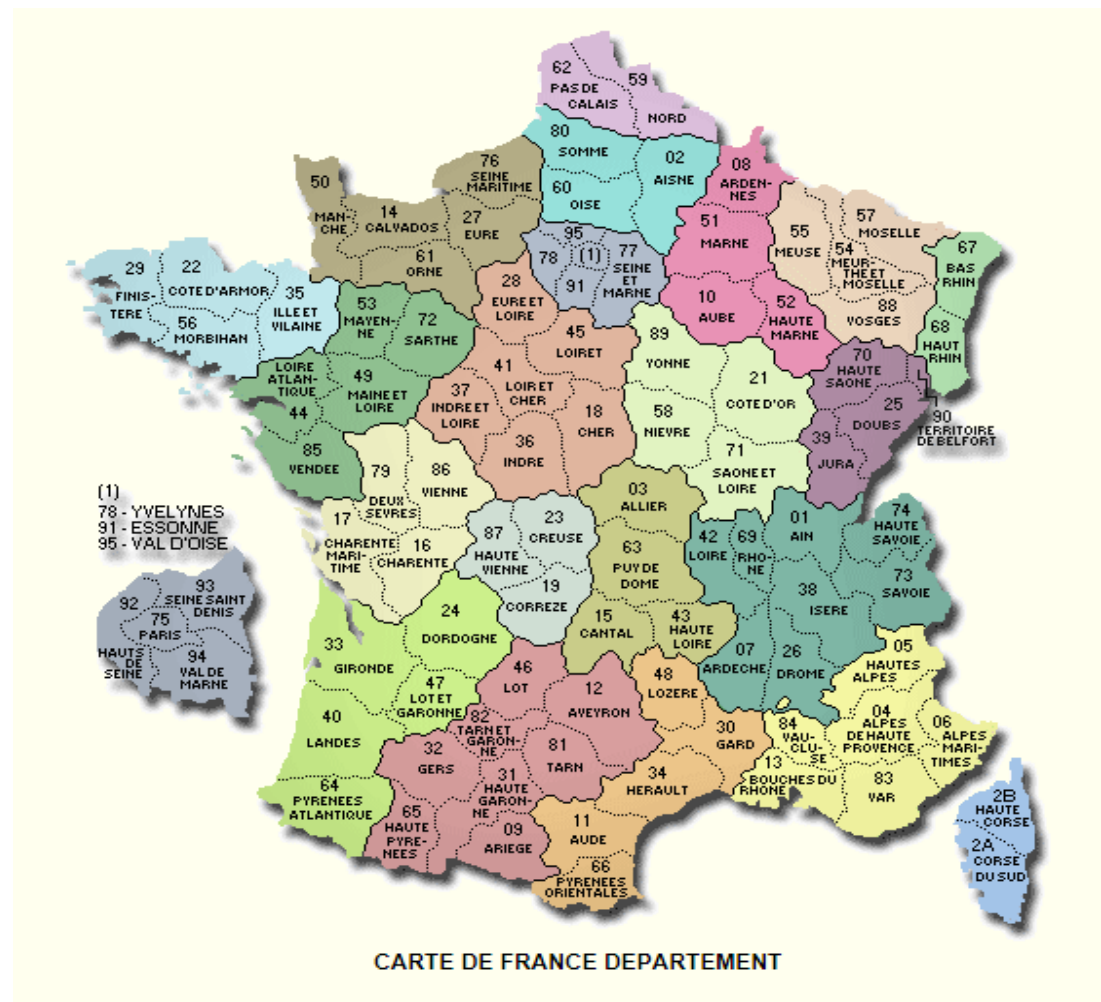 62
PAS DE
CALAIS
59
NORD
80
SOMME
02
AISNE
60
OISE
76
SEINE
MARITIME
27
EURE
50
MAN-
CHE
14
CALVADOS
61
ORNE
08
ARDEN-
NES
51
MARNE
10
AUBE
52
HAUTE
MARNE
55
MEUSE
57
MOSELLE
54
MEUR-
THE ET
MOSELLE
88
VOSGES
67
BAS
RHIN
68
HAUT
RHIN
95
78
(1)
91
77
SEINE
ET
MARNE
29
FINIS-
TERE
22
COTE D'ARMOR
56
MORBIHAN
35
ILLE ET
VILAINE
53
MAYEN-
NE
72
SARTHE
LOIRE
ATLAN-
TIQUE
44
49
MAINE ET
LOIRE
85
VENDEE
28
EURE ET
LOIRE
45
LOIRET
41
LOIR ET
CHER
37
INDRE ET
LOIRE
18
CHER
36
INDRE
89
YONNE
21
COTE D'OR
58
NIEVRE
71
SAONE ET
LOIRE
70
HAUTE
SAONE
25
DOUBS
39
JURA
90
TERRITOIRE
DE BELFORT
79
DEUX
SEVRES
86
VIENNE
17
CHARENTE
MARI-
TIME
16
CHARENTE
87
HAUTE
VIENNE
23
CREUSE
19
CORREZE
03
ALLIER
63
PUY DE
DOME
15
CANTAL
43
HAUTE
LOIRE
42
LOIRE
69
RHO-
NE
01
AIN
74
HAUTE
SAVOIE
73
SAVOIE
38
ISERE
07
ARDECHE
26
DROME
(1)
78 - YVELYNES
91 - ESSONNE
95 - VAL D'OISE
92
HAUTS
DE
SEINE
93
SEINE SAINT
DENIS
75
PARIS
94
VAL DE
MARNE
24
DORDOGNE
33
GIRONDE
47
LOT ET
GARONNE
40
LANDES
64
PYRENEES
ATLANTIQUE
46
LOT
12
AVEYRON
82
TARN ET
GARON-
NE
81
TARN
32
GERS
31
HAUTE
GARON-
NE
65
HAUTE
PYRE-
NEES
09
ARIEGE
48
LOZERE
30
GARD
34
HERAULT
11
AUDE
66
PYRENEES
ORIENTALES
05
HAUTES
ALPES
04
ALPES
DE HAUTE
PROVENCE
06
ALPES
MARI-
TIMES
84
VAU-
CLU-
SE
13
BOUCHES DU
RHONE
83
VAR
2B
HAUTE
CORSE
2A
CORSE
DU SUD
CARTE DE FRANCE DEPARTEMENT